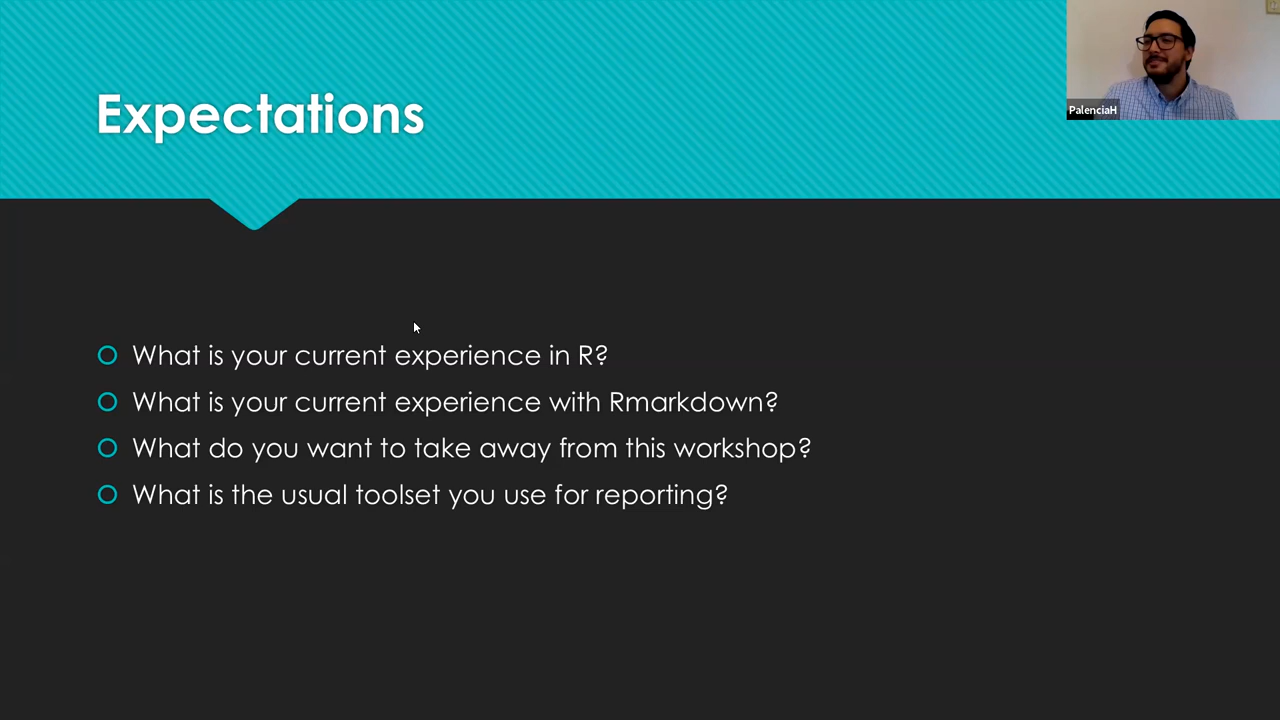 Expectations
PalenciaH
What is your current experience in R?
What is your current experience with Rmarkdown?
What do you want to take away from this workshop?
What is the usual toolset you use for reporting?